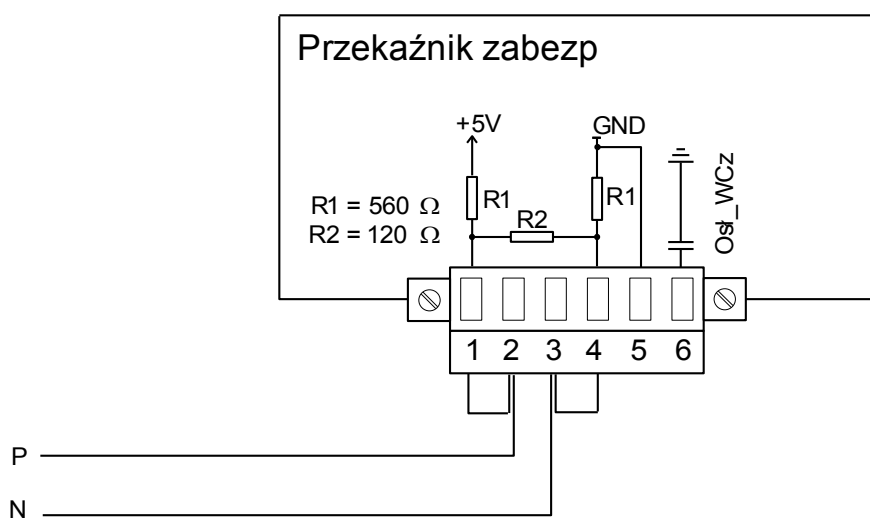 Przekaźnik zabezp
+5V
GND
R1
R1
R1 = 560 Ω
R2 = 120 Ω
R2
Osł_WCz
1 2 3 4 5 6
P
N